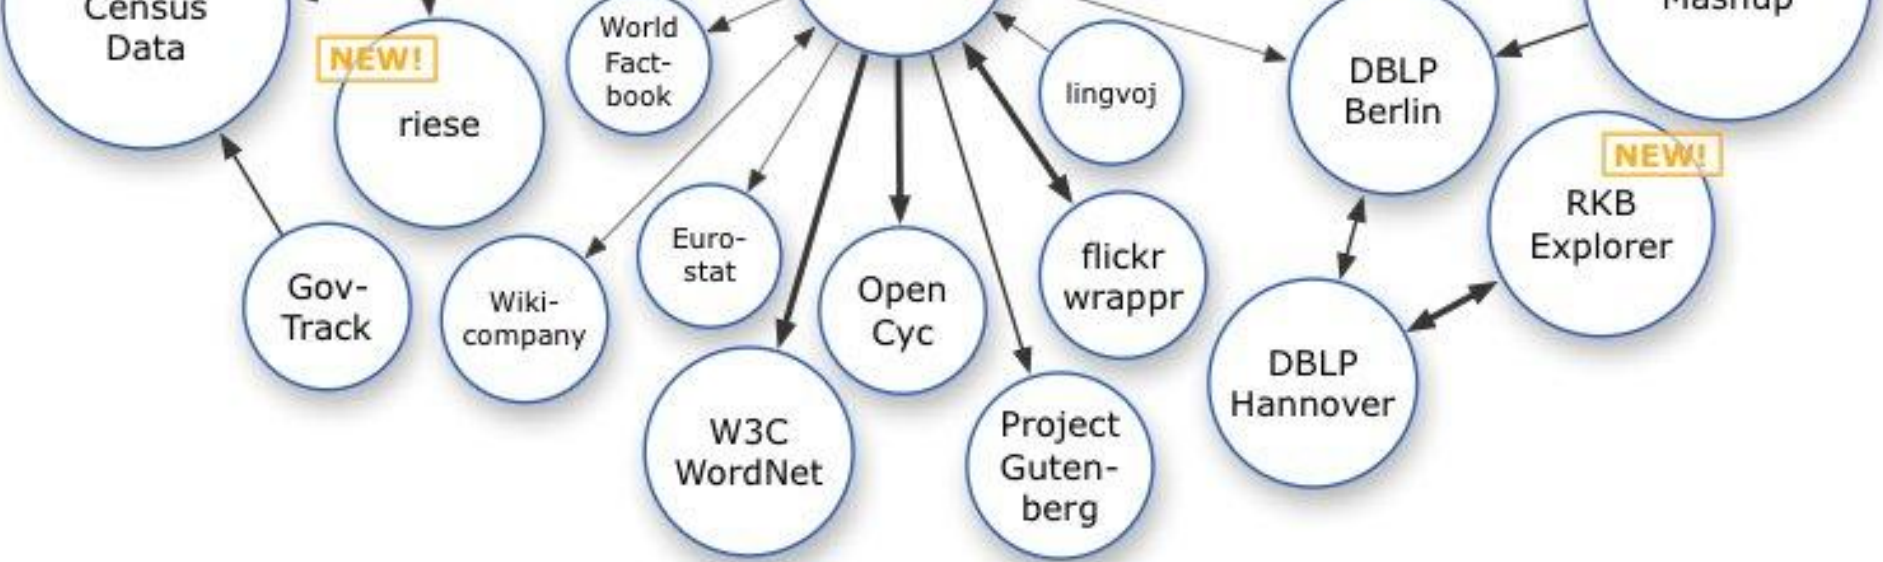 Census
Data
NEW!
riese
World
Fact-
book
lingvoj
DBLP
Berlin
Mashup
NEW!
RKB
Explorer
Gov-
Track
Wiki-
company
Euro-
stat
Open
Cyc
flickr
wrappr
W3C
WordNet
Project
Guten-
berg
DBLP
Hannover